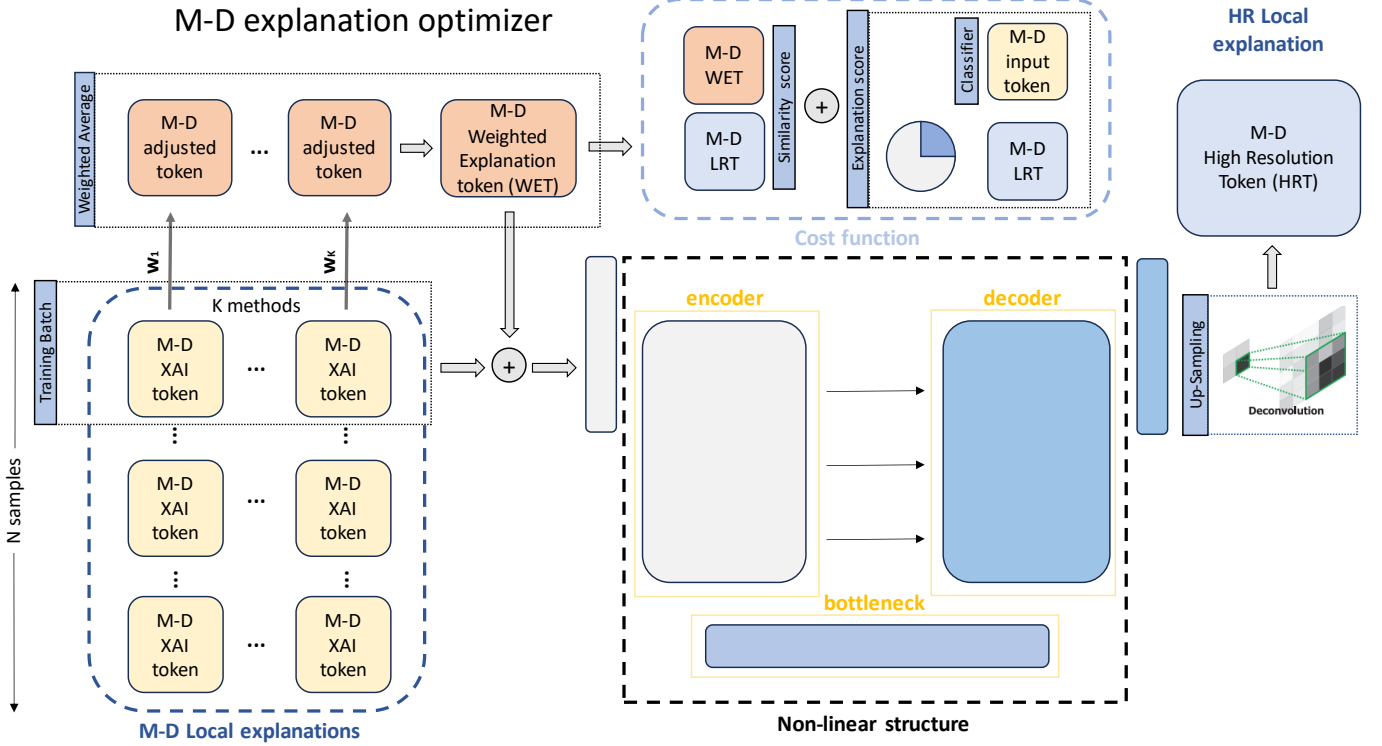 M-D explanation optimizer
Weighted Average
M-D
adjusted
token
...
M-D
adjusted
token
M-D
Weighted
Explanation
token (WET)
M-D
WET
M-D
LRT
Similarity score
+
Explanation score
Classifier
M-D
input
token
M-D
LRT
Cost function
HR Local
explanation
M-D
High Resolution
Token (HRT)
W1
Wk
N samples
Training Batch
K methods
M-D
XAI
token
...
M-D
XAI
token
+
...
...
M-D
XAI
token
...
M-D
XAI
token
...
...
M-D
XAI
token
...
M-D
XAI
token
M-D Local explanations
encoder
decoder
bottleneck
Non-linear structure
Up-Sampling
Deconvolution